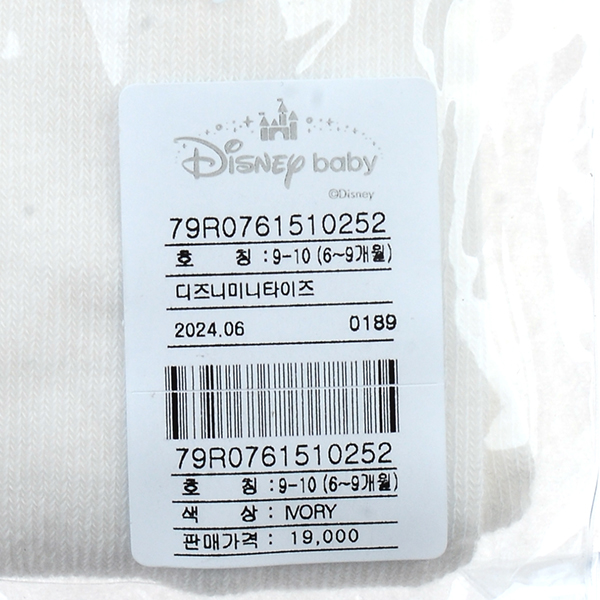 Disney baby
©Disney
79R0761510252
호 칭 : 9-10 (6~9개월)
디즈니미니타이즈
2024.06 0189
79R0761510252
호 칭 : 9-10 (6~9개월)
색 상 : IVORY
판매가격 : 19,000